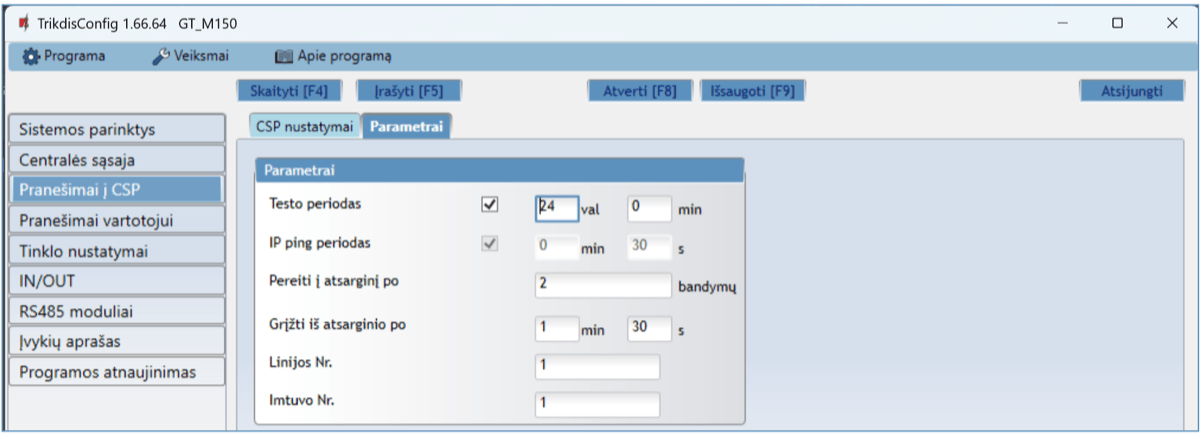 TrikdisConfig 1.66.64 GT_M150
Programa Veiksmai Apie programą
Skaityti [F4] Įrašyti [F5] Atverti [F8] Išsaugoti [F9] Atsijungti
Sistemos parinktys
Centralės sąsaja
Pranešimai į CSP
Pranešimai vartotojui
Tinklo nustatymai
IN/OUT
RS485 moduliai
Įvykių aprašas
Programos atnaujinimas
CSP nustatymai Parametrai
Parametrai
Testo periodas 24 val 0 min
IP ping periodas 0 min 30 s
Pereiti į atsarginį po 2 bandymų
Grįžti iš atsarginio po 1 min 30 s
Linijos Nr. 1
Imtuvo Nr. 1